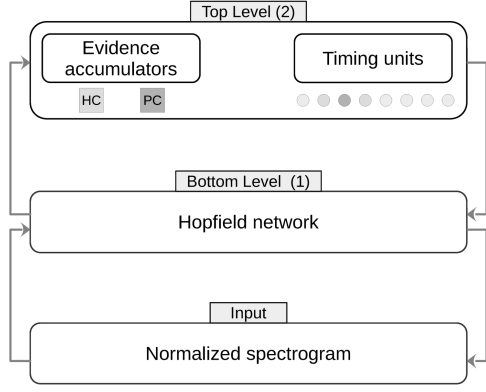 Top Level (2)
Evidence
accumulators
Timing units
HC
PC
Bottom Level (1)
Hopfield network
Input
Normalized spectrogram